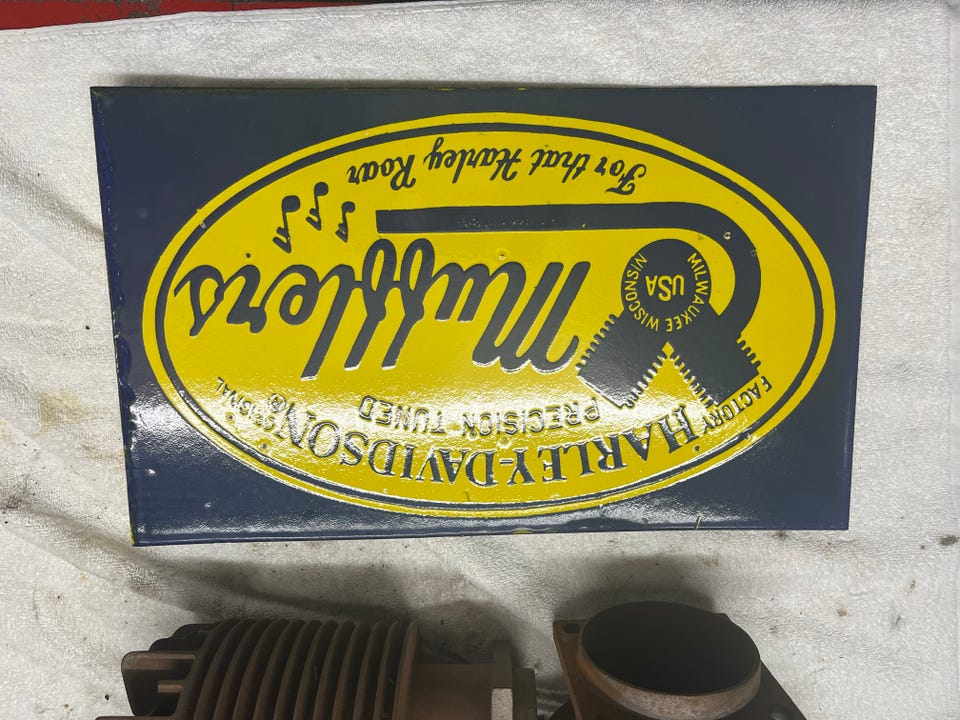 FACTORY HARLEY-DAVIDSON® ORIGINAL
PRECISION TUNED
Mufflers
MILWAUKEE WISCONSIN
USA
For that Harley Roar